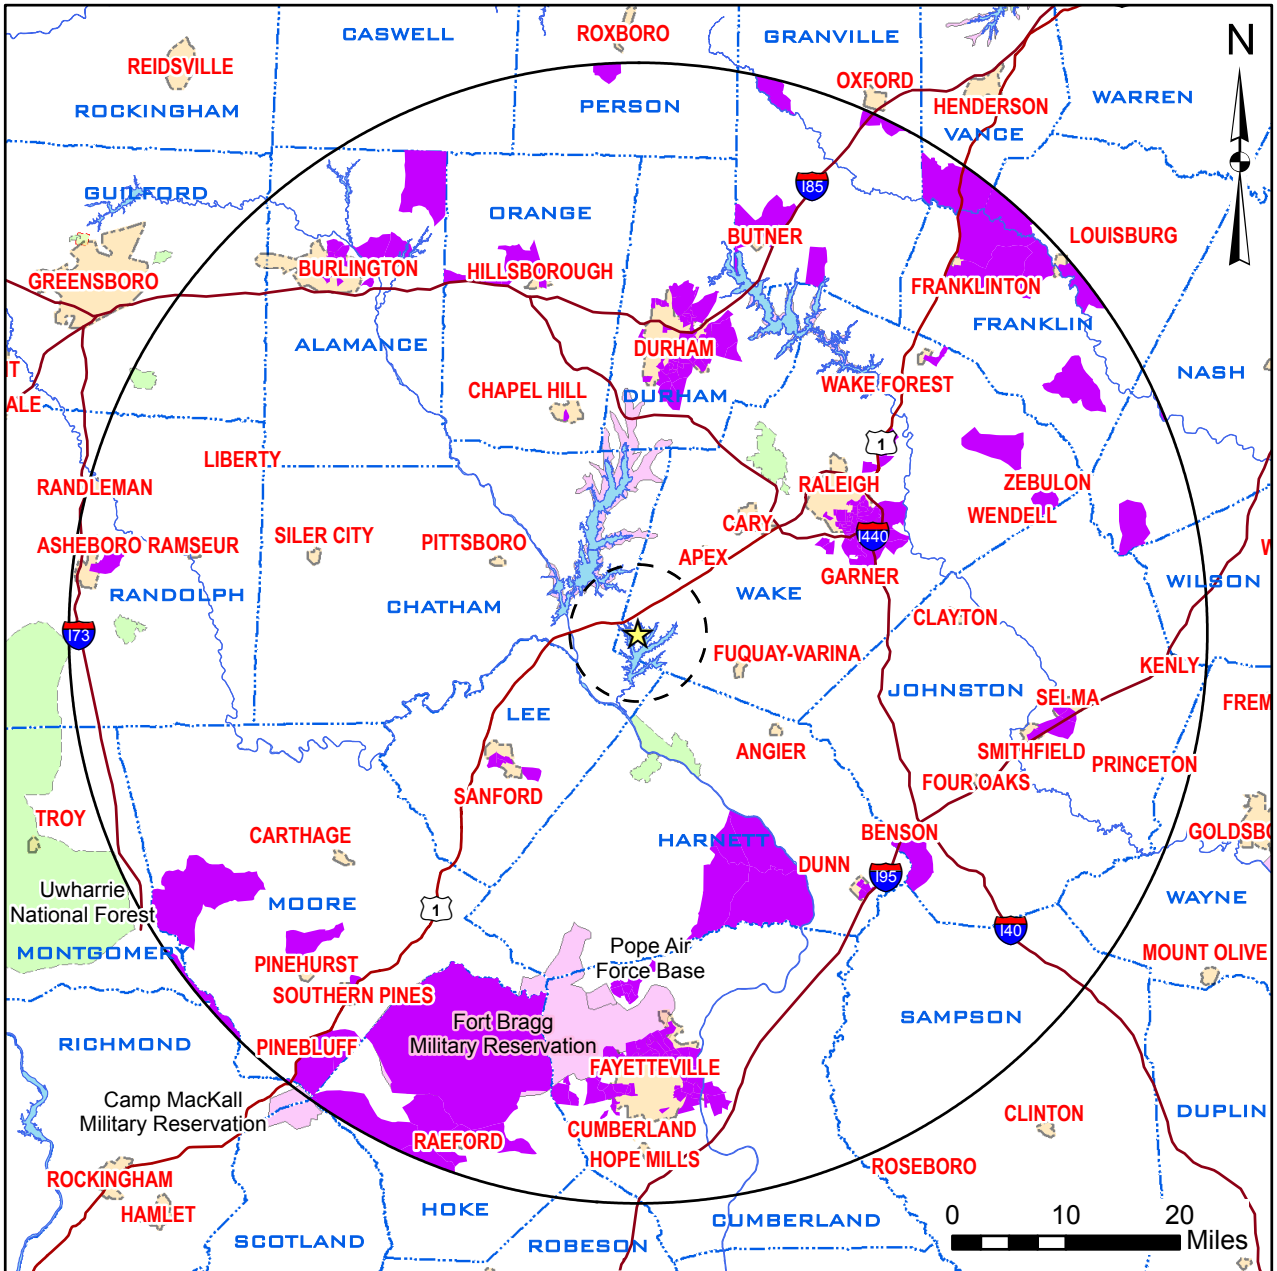 CASWELL
ROXBORO
GRANVILLE
N
REIDSVILLE
OXFORD
ROCKINGHAM
PERSON
HENDERSON
WARREN
VANCE
GUILFORD
I85
ORANGE
BUTNER
LOUISBURG
GREENSBORO
BURLINGTON
HILLSBOROUGH
FRANKLINTON
FRANKLIN
ALAMANCE
DURHAM
IT
ALE
CHAPEL HILL
DURHAM
WAKE FOREST
NASH
1
LIBERTY
RANDLEMAN
RALEIGH
ZEBULON
WENDELL
CARY
SILER CITY
PITTSBORO
I440
ASHEBORO
RAMSEUR
APEX
W
GARNER
RANDOLPH
CHATHAM
WAKE
WILSON
CLAYTON
I73
FUQUAY-VARINA
KENLY
JOHNSTON
SELMA
FREM
LEE
ANGIER
SMITHFIELD
PRINCETON
FOUR OAKS
SANFORD
TROY
CARTHAGE
HARNETT
BENSON
GOLDSBO
DUNN
I95
Uwharrie
National Forest
MOORE
1
WAYNE
I40
MONTGOMERY
PINEHURST
Pope Air
Force Base
MOUNT OLIVE
SOUTHERN PINES
Fort Bragg
Military Reservation
SAMPSON
RICHMOND
PINEBLUFF
FAYETTEVILLE
Camp MacKall
Military Reservation
CLINTON
DUPLIN
RAEFORD
CUMBERLAND
HOPE MILLS
ROCKINGHAM
ROSEBORO
HAMLET
HOKE
CUMBERLAND
0 10 20
Miles
SCOTLAND
ROBESON